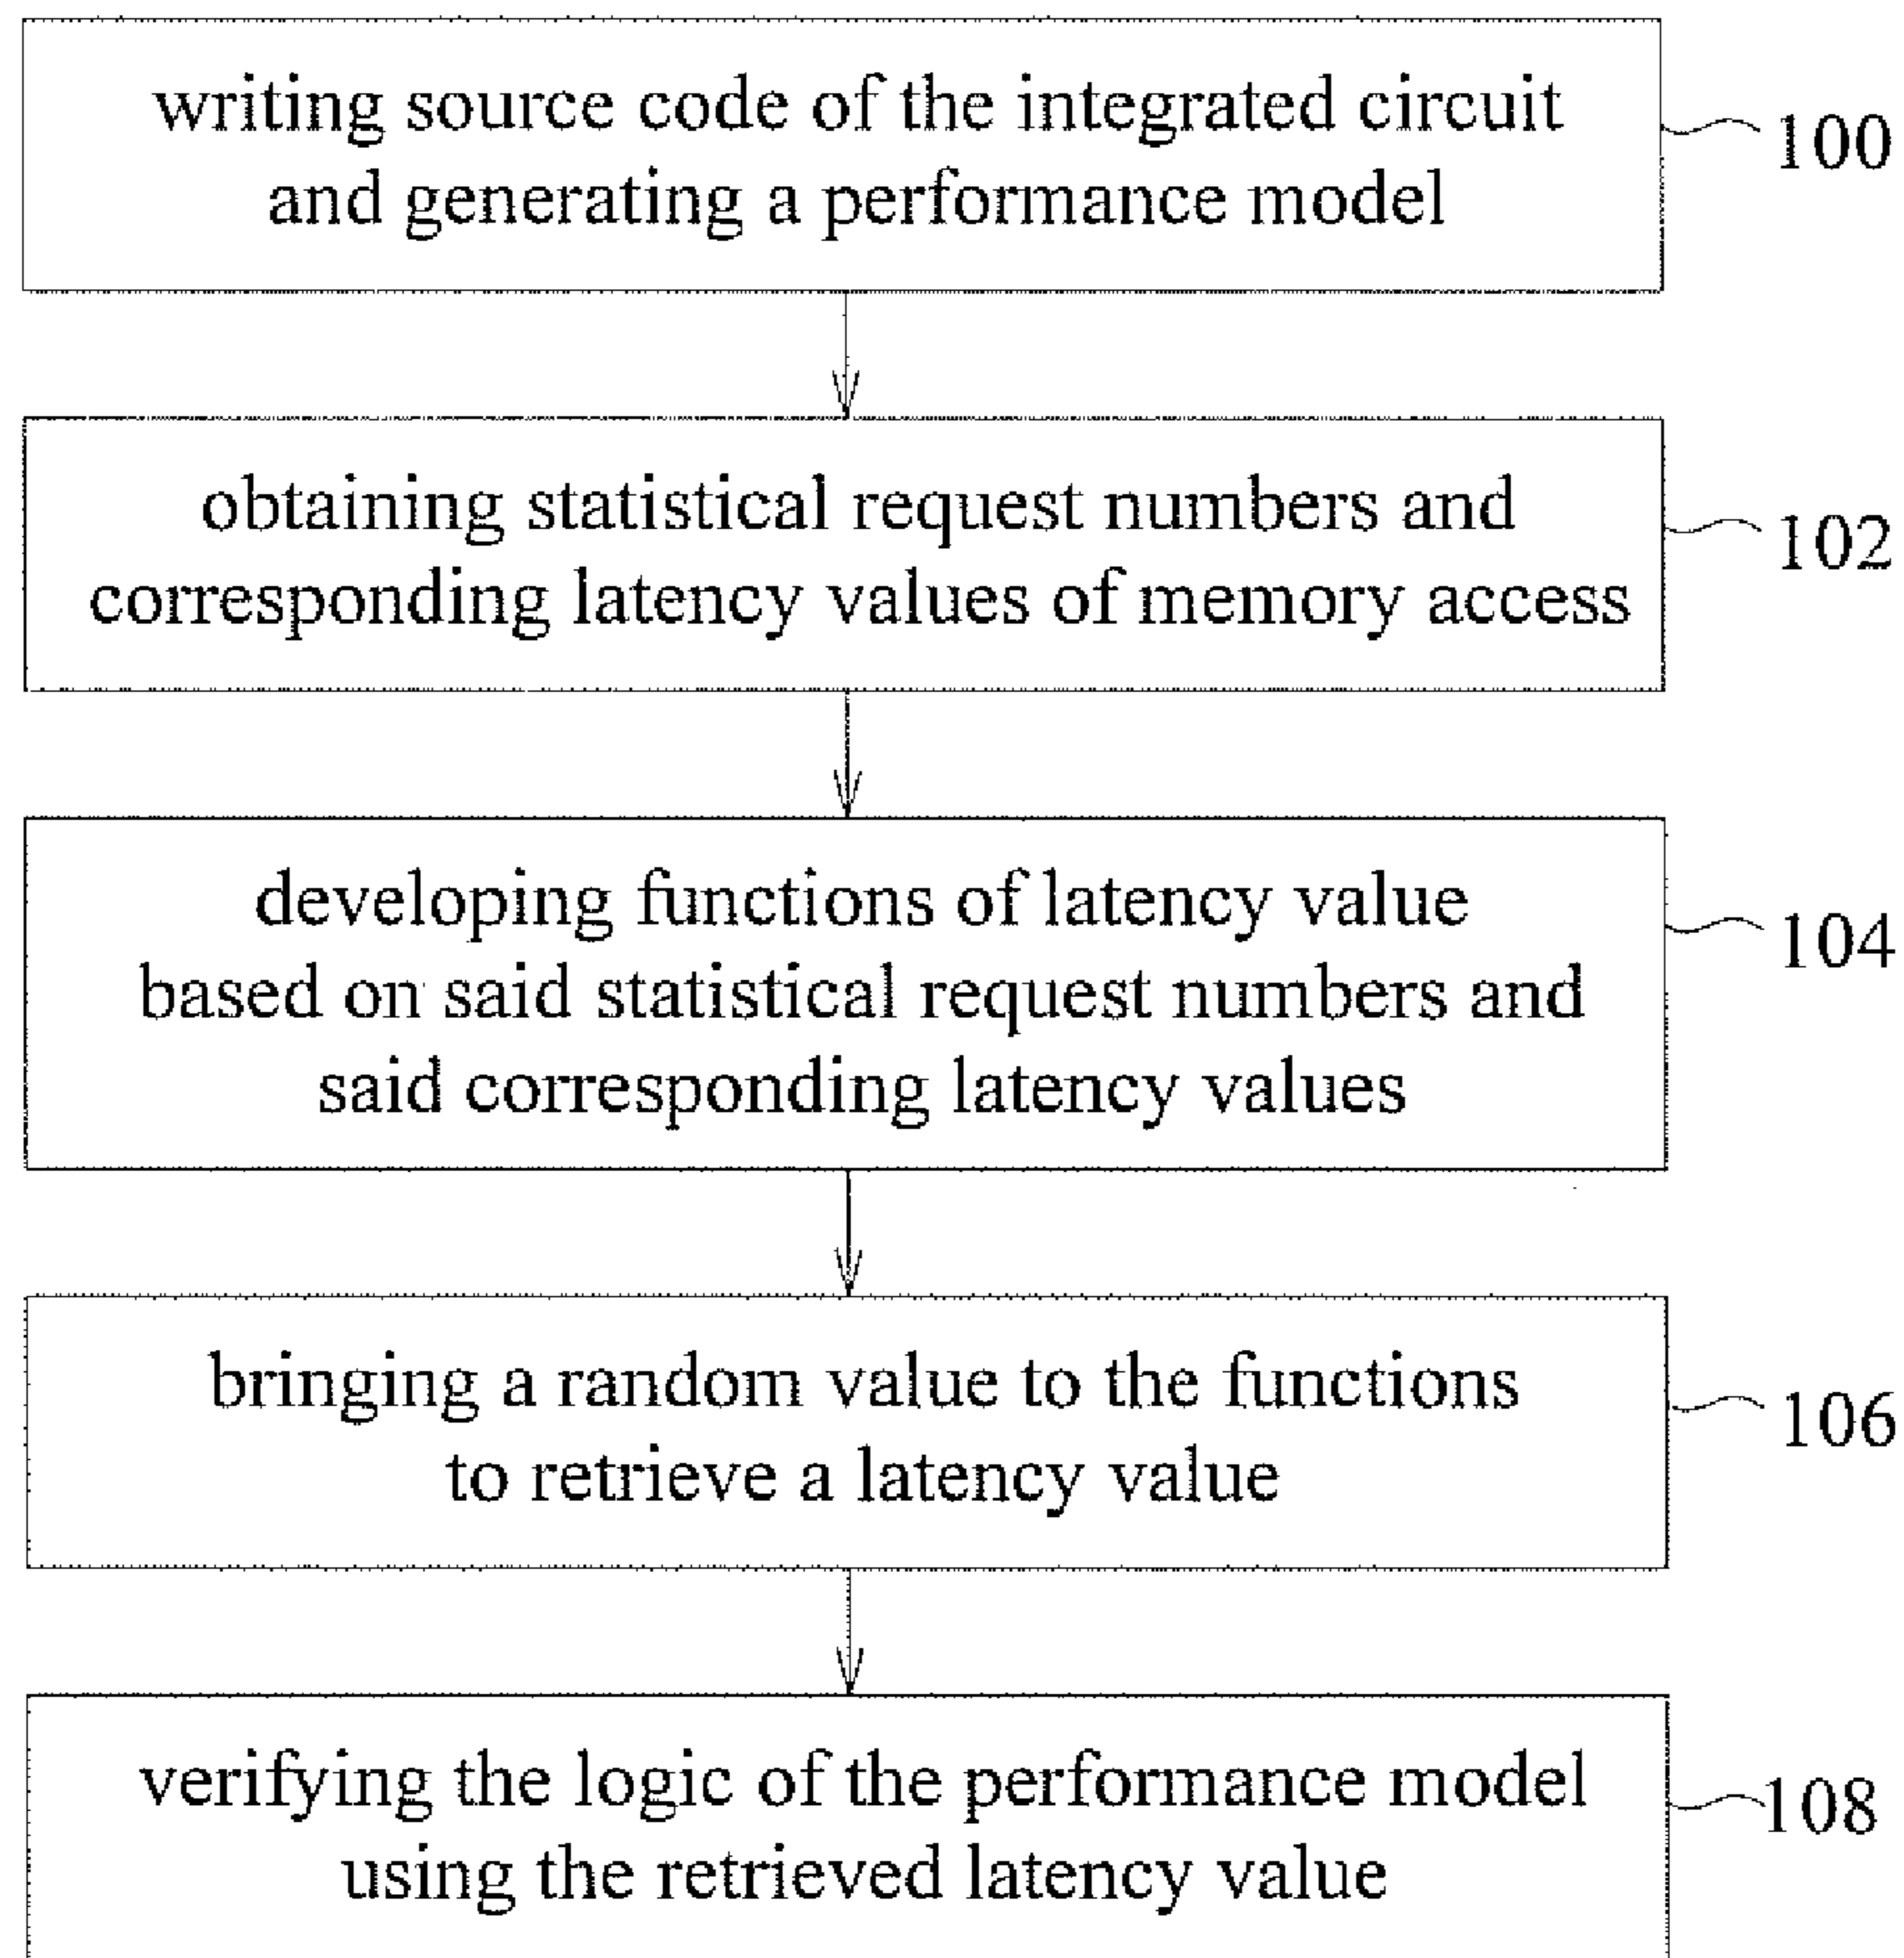 writing source code of the integrated circuit
and generating a performance model
100
obtaining statistical request numbers and
corresponding latency values of memory access
102
developing functions of latency value
based on said statistical request numbers and
said corresponding latency values
104
bringing a random value to the functions
to retrieve a latency value
106
verifying the logic of the performance model
using the retrieved latency value
108